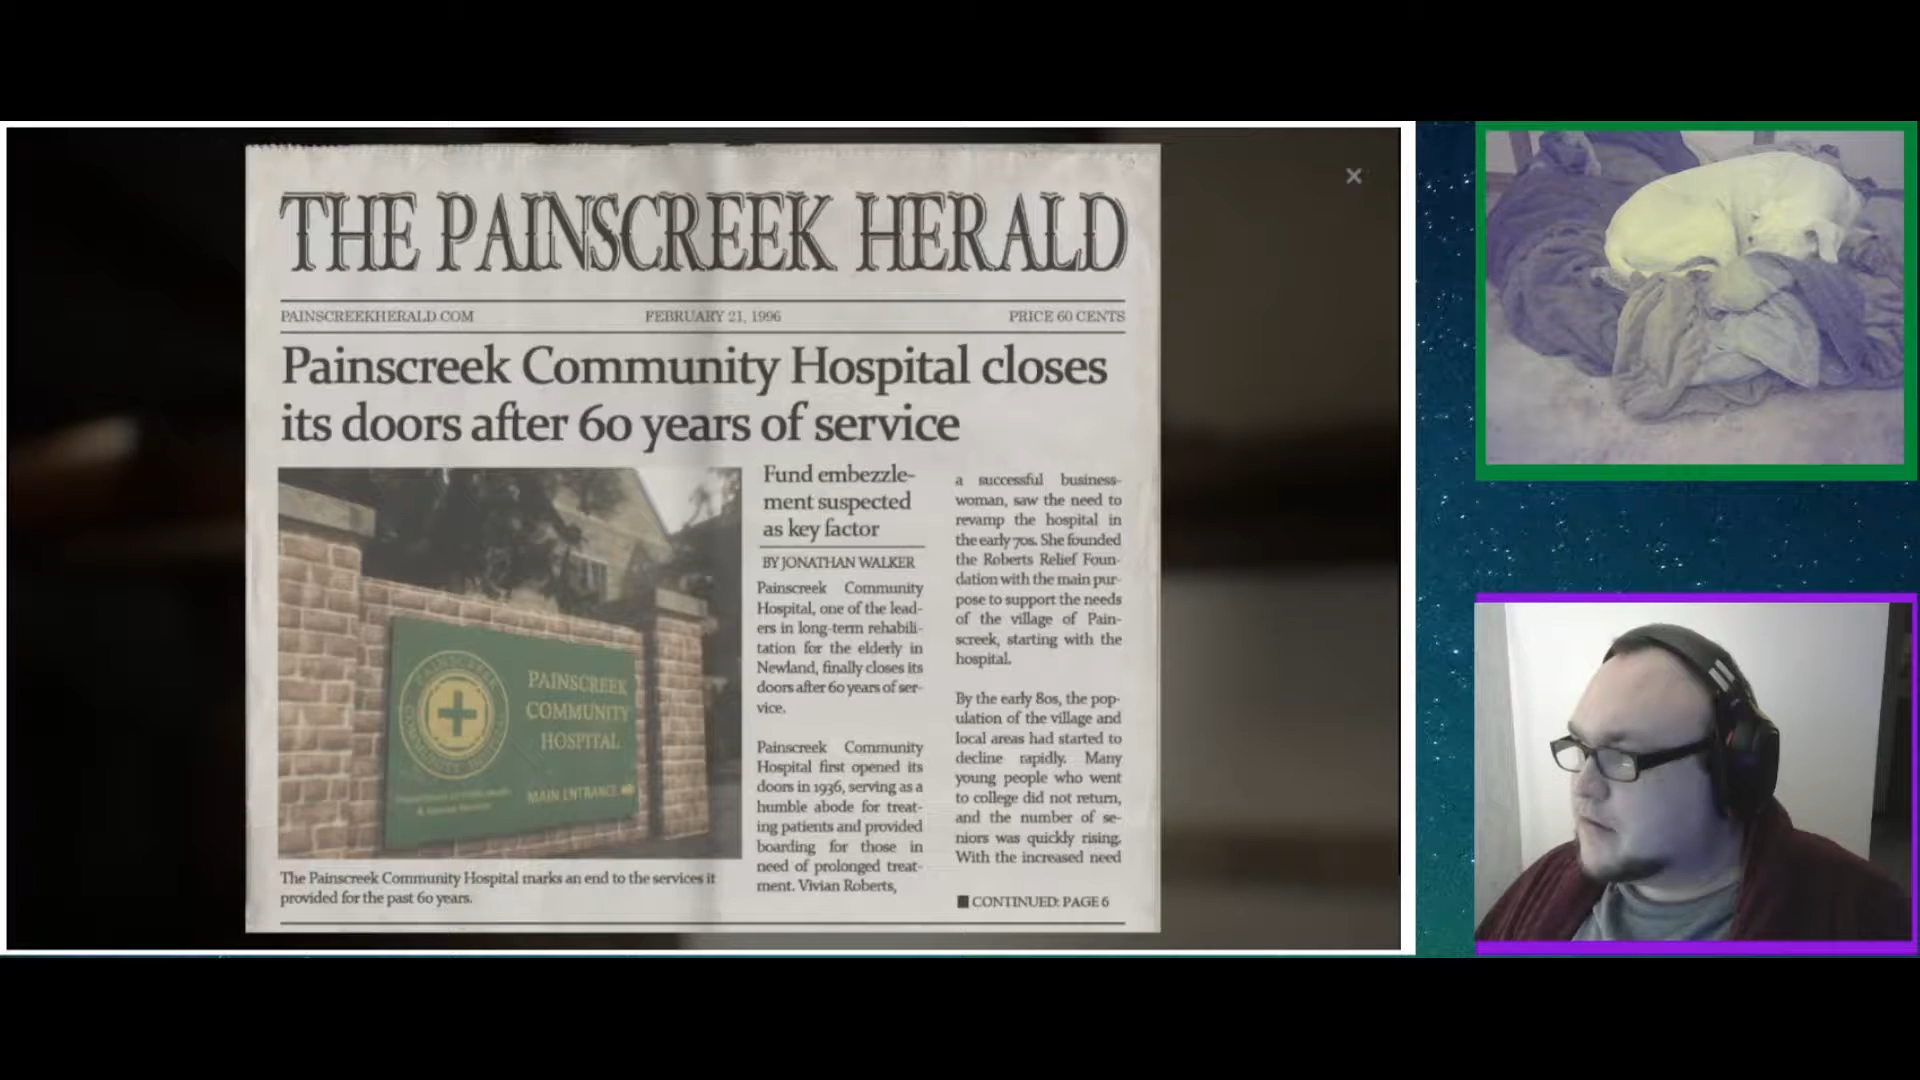 THE PAINSCREEK HERALD
PAINSCREEKHERALD.COM FEBRUARY 21, 1996 PRICE 60 CENTS
Painscreek Community Hospital closes
its doors after 60 years of service
PAINSCREEK
COMMUNITY
HOSPITAL
MAIN ENTRANCE
The Painscreek Community Hospital marks an end to the services it
provided for the past 60 years.
Fund embezzle-
ment suspected
as key factor
BY JONATHAN WALKER
Painscreek Community
Hospital, one of the lead-
ers in long-term rehabili-
tation for the elderly in
Newland, finally closes its
doors after 60 years of ser-
vice.
Painscreek Community
Hospital first opened its
doors in 1936, serving as a
humble abode for treat-
ing patients and provided
boarding for those in
need of prolonged treat-
ment. Vivian Roberts,
a successful business-
woman, saw the need to
revamp the hospital in
the early 70s. She founded
the Roberts Relief Foun-
dation with the main pur-
pose to support the needs
of the village of Pain-
screek, starting with the
hospital.
By the early 80s, the pop-
ulation of the village and
local areas had started to
decline rapidly. Many
young people who went
to college did not return,
and the number of se-
niors was quickly rising.
With the increased need
CONTINUED: PAGE 6